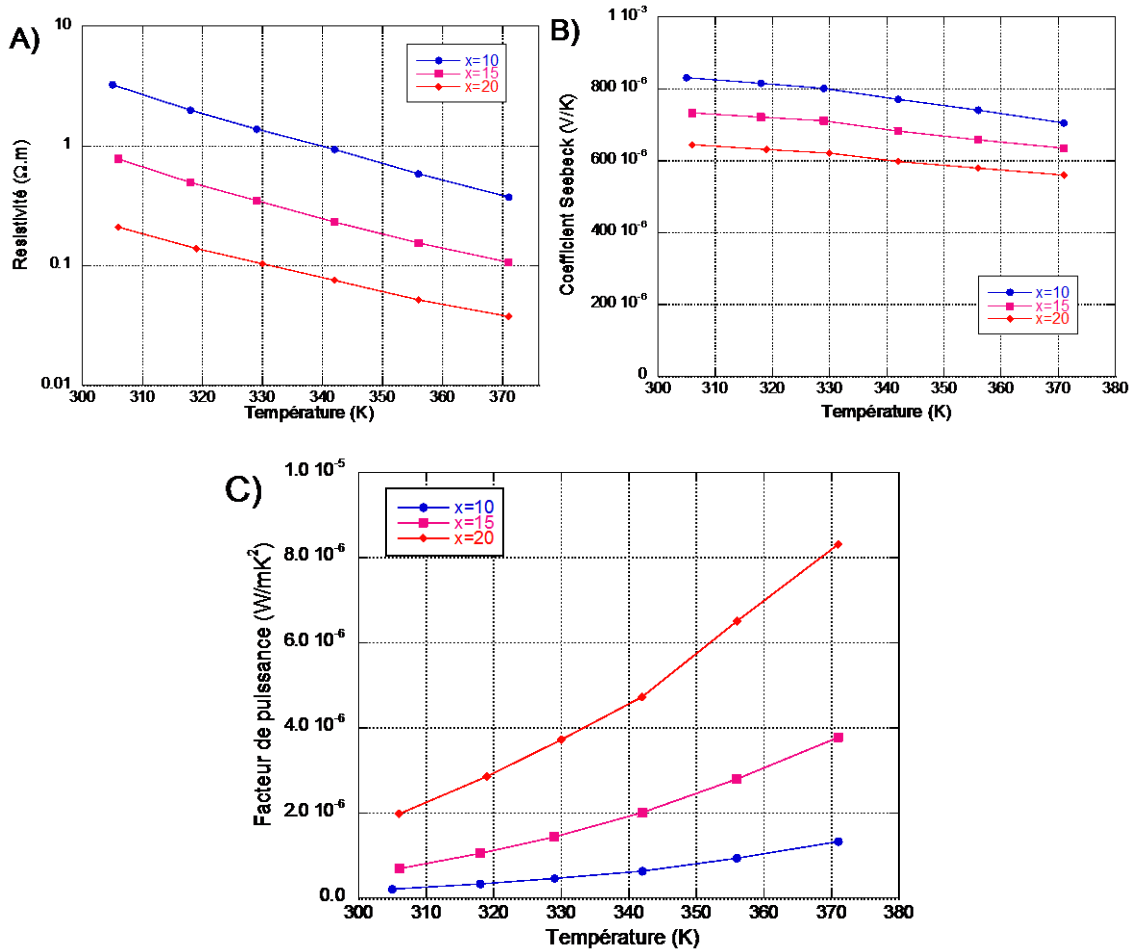 A)
Resistivité (Ω.m)
10
1
0.1
0.01
x=10
x=15
x=20
300 310 320 330 340 350 360 370
Température (K)
B)
Coefficient Seebeck (V/K)
1 10⁻³
800 10⁻⁶
600 10⁻⁶
400 10⁻⁶
200 10⁻⁶
0
x=10
x=15
x=20
300 310 320 330 340 350 360 370 380
Température (K)
C)
Facteur de puissance (W/mK²)
1.0 10⁻⁵
8.0 10⁻⁶
6.0 10⁻⁶
4.0 10⁻⁶
2.0 10⁻⁶
0.0
x=10
x=15
x=20
300 310 320 330 340 350 360 370 380
Température (K)